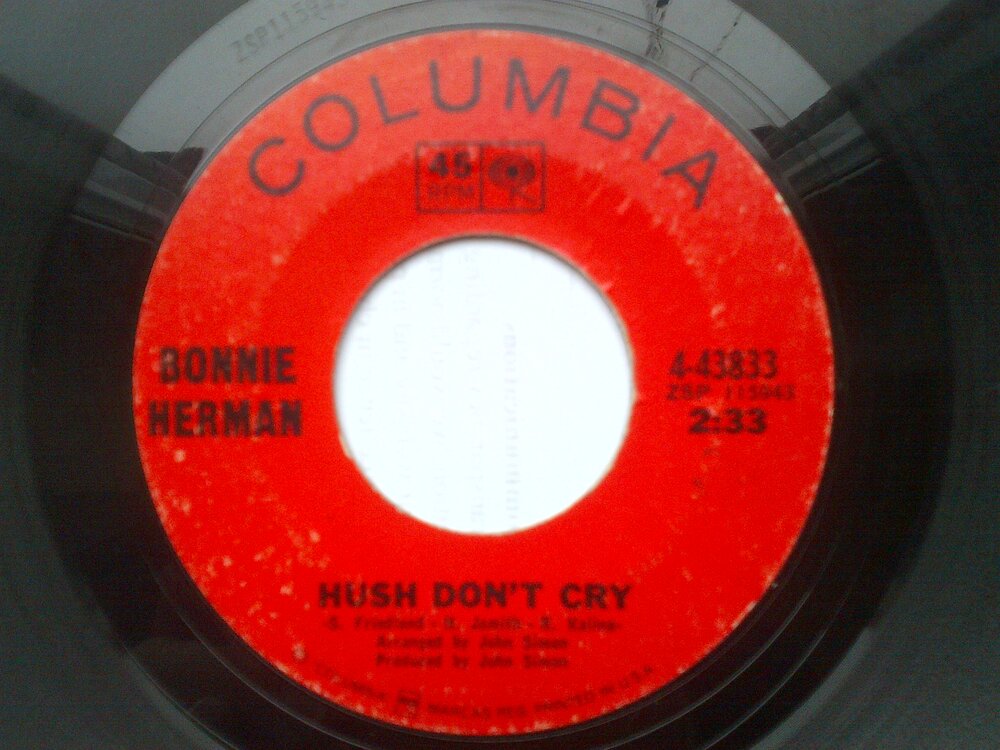 COLUMBIA
45
RPM
BONNIE
HERMAN
4-43833
ZSP 115943
2:33
HUSH DON'T CRY
Arranged by John Simon
Produced by John Simon